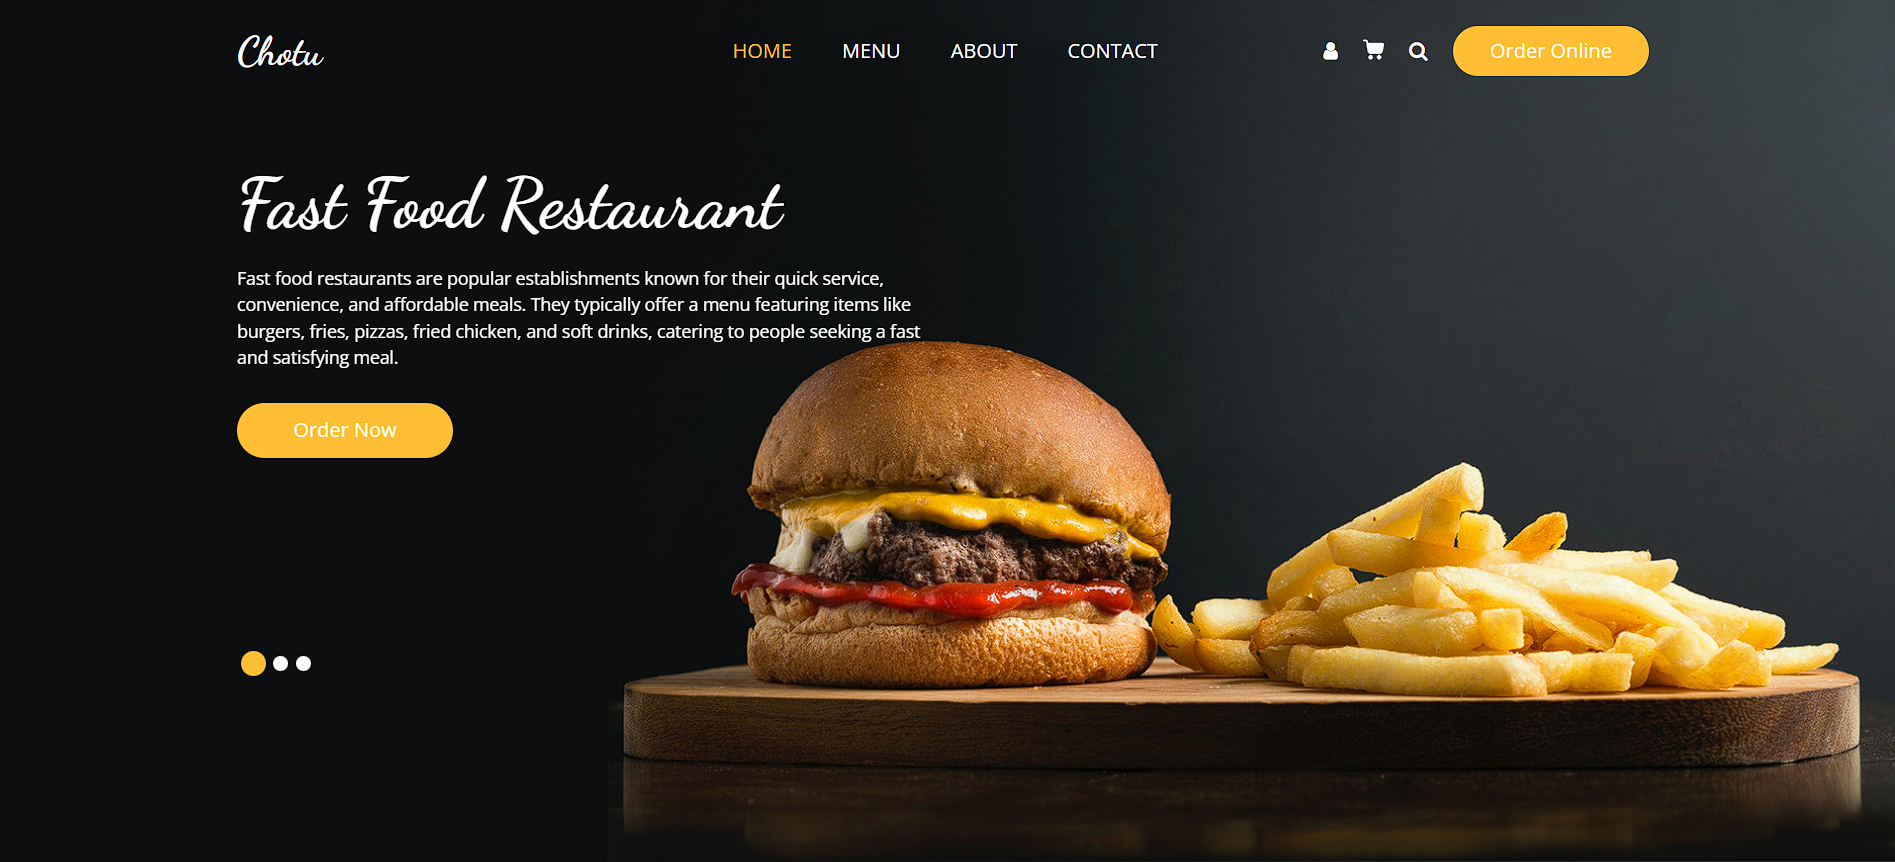 Chotu
HOME MENU ABOUT CONTACT
Order Online
Fast Food Restaurant
Fast food restaurants are popular establishments known for their quick service,
convenience, and affordable meals. They typically offer a menu featuring items like
burgers, fries, pizzas, fried chicken, and soft drinks, catering to people seeking a fast
and satisfying meal.
Order Now